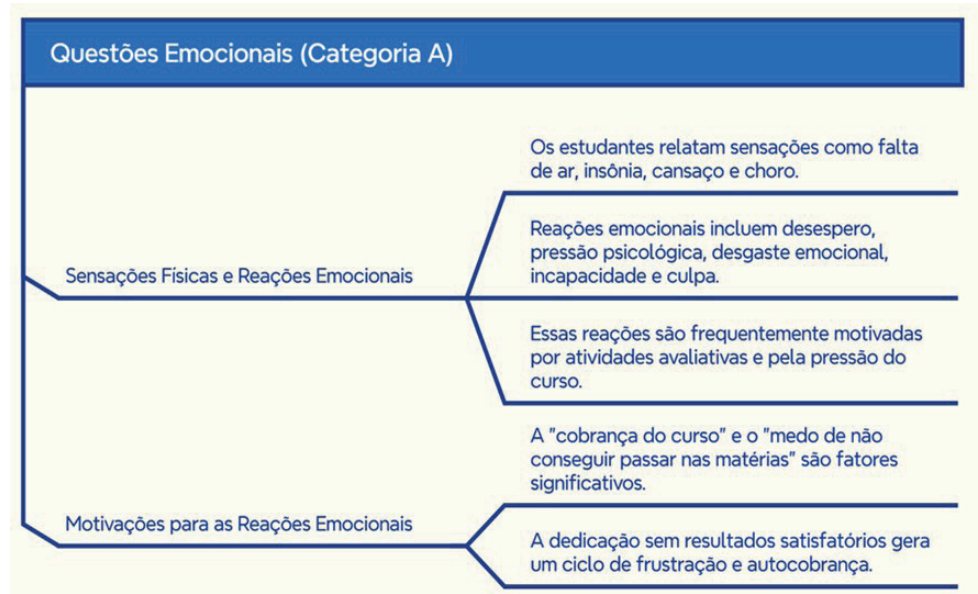 Questões Emocionais (Categoria A)
Os estudantes relatam sensações como falta
de ar, insônia, cansaço e choro.
Reações emocionais incluem desespero,
pressão psicológica, desgaste emocional,
incapacidade e culpa.
Sensações Físicas e Reações Emocionais
Essas reações são frequentemente motivadas
por atividades avaliativas e pela pressão do
curso.
A "cobrança do curso" e o "medo de não
conseguir passar nas matérias" são fatores
significativos.
Motivações para as Reações Emocionais
A dedicação sem resultados satisfatórios gera
um ciclo de frustração e autocobrança.